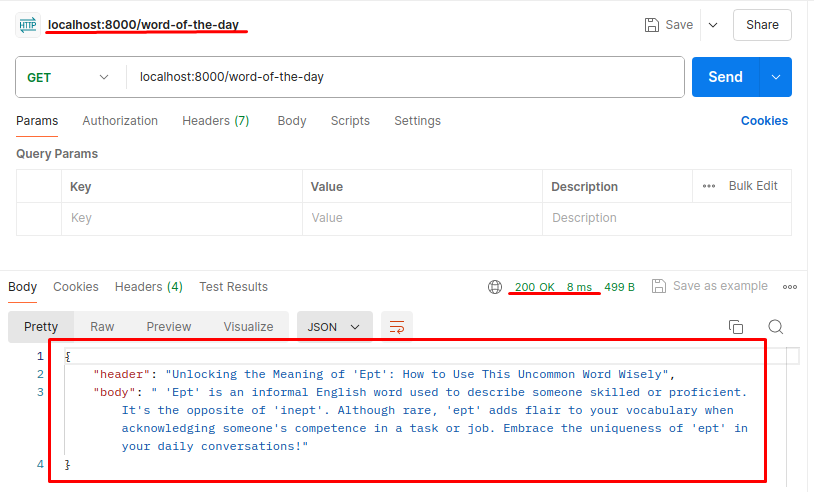 HTTP localhost:8000/word-of-the-day Save Share
GET localhost:8000/word-of-the-day Send
Params Authorization Headers (7) Body Scripts Settings Cookies
Query Params
Key Value Description ••• Bulk Edit
Key Value Description
Body Cookies Headers (4) Test Results 200 OK 8 ms 499 B Save as example •••
Pretty Raw Preview Visualize JSON
1 {
2 "header": "Unlocking the Meaning of 'Ept': How to Use This Uncommon Word Wisely",
3 "body": " 'Ept' is an informal English word used to describe someone skilled or proficient.
It's the opposite of 'inept'. Although rare, 'ept' adds flair to your vocabulary when
acknowledging someone's competence in a task or job. Embrace the uniqueness of 'ept' in
your daily conversations!"
4 }